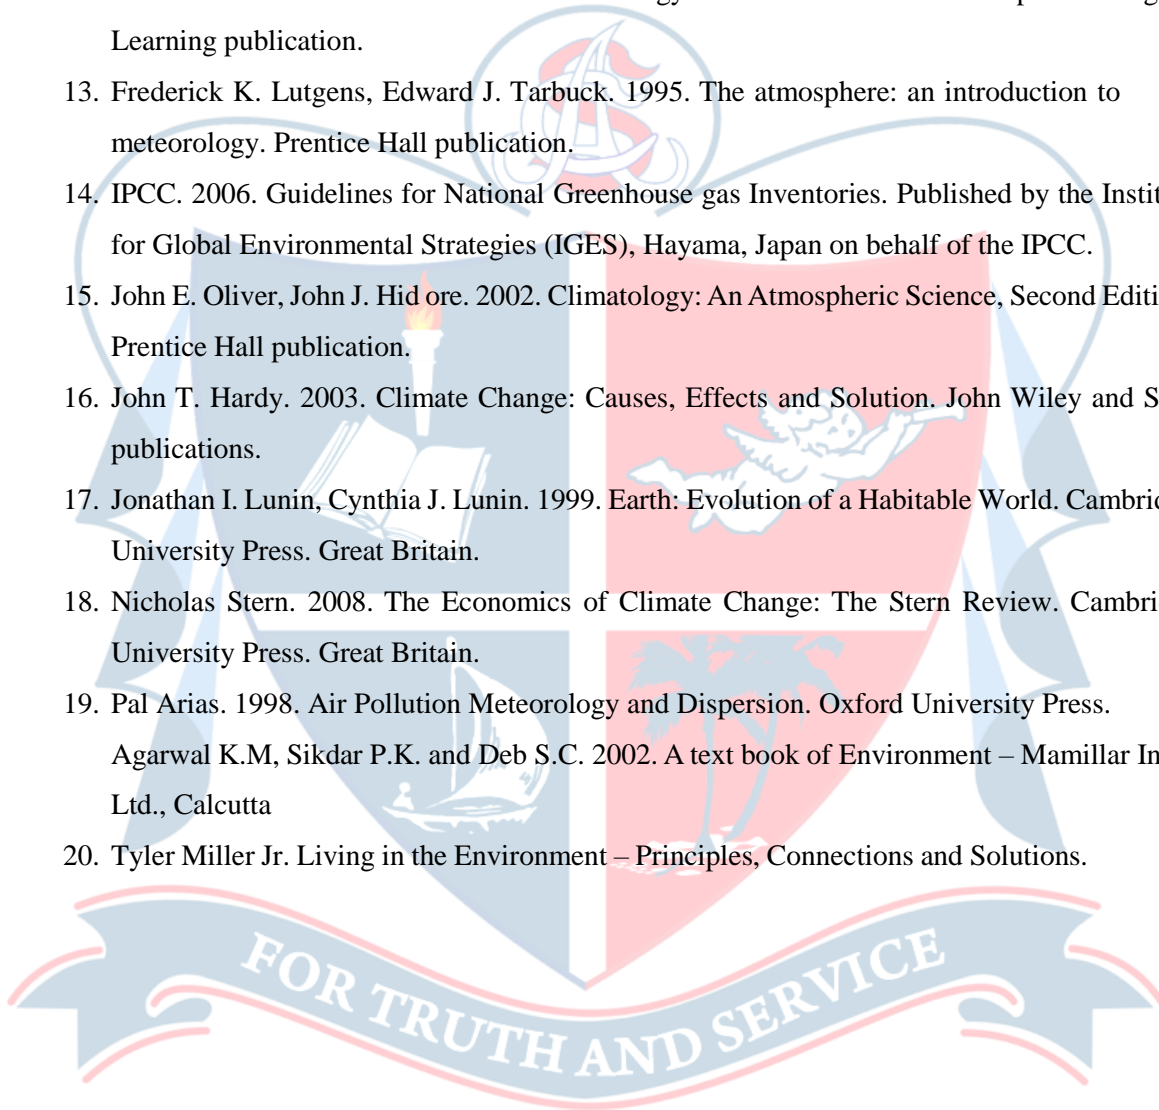 Learning publication.
13. Frederick K. Lutgens, Edward J. Tarbuck. 1995. The atmosphere: an introduction to
meteorology. Prentice Hall publication.
14. IPCC. 2006. Guidelines for National Greenhouse gas Inventories. Published by the Instit
for Global Environmental Strategies (IGES), Hayama, Japan on behalf of the IPCC.
15. John E. Oliver, John J. Hid ore. 2002. Climatology: An Atmospheric Science, Second Editi
Prentice Hall publication.
16. John T. Hardy. 2003. Climate Change: Causes, Effects and Solution. John Wiley and S
publications.
17. Jonathan I. Lunin, Cynthia J. Lunin. 1999. Earth: Evolution of a Habitable World. Cambri
University Press. Great Britain.
18. Nicholas Stern. 2008. The Economics of Climate Change: The Stern Review. Cambri
University Press. Great Britain.
19. Pal Arias. 1998. Air Pollution Meteorology and Dispersion. Oxford University Press.
Agarwal K.M, Sikdar P.K. and Deb S.C. 2002. A text book of Environment – Mamillar In
Ltd., Calcutta
20. Tyler Miller Jr. Living in the Environment – Principles, Connections and Solutions.
FOR TRUTH AND SERVICE